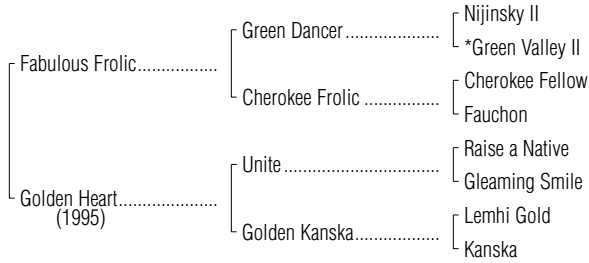 Nijinsky II
Green Dancer...................
*Green Valley II
Fabulous Frolic................
Cherokee Fellow
Cherokee Frolic ...............
Fauchon
Raise a Native
Unite ...............................
Gleaming Smile
Golden Heart....................
(1995)
Lemhi Gold
Golden Kanska.................
Kanska